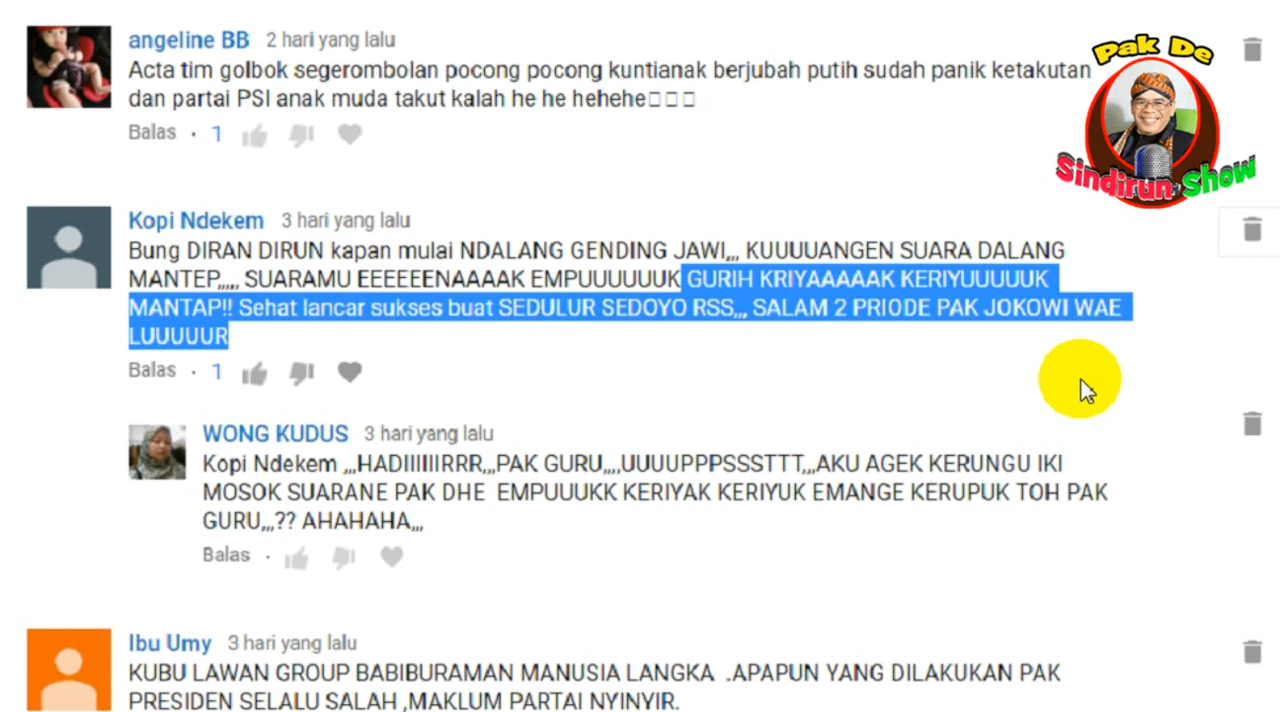 angeline BB 2 hari yang lalu
Acta tim golbok segerombolan pocong pocong kuntianak berjubah putih sudah panik ketakutan
dan partai PSI anak muda takut kalah he he hehehe□□□
Balas · 1
Pak De
Sindirun Show
Kopi Ndekem 3 hari yang lalu
Bung DIRAN DIRUN kapan mulai NDALANG GENDING JAWI,,, KUUUUANGEN SUARA DALANG
MANTEP,,,,, SUARAMU EEEEEENAAAAK EMPUUUUUUK GURIH KRIYAAAAAK KERIYUUUUUK
MANTAP!! Sehat lancar sukses buat SEDULUR SEDOYO RSS,,, SALAM 2 PRIODE PAK JOKOWI WAE
LUUUUUR
Balas · 1
WONG KUDUS 3 hari yang lalu
Kopi Ndekem ,,,HADIIIIIIRRR,,,PAK GURU,,,,UUUUPPPSSSTTT,,,AKU AGEK KERUNGU IKI
MOSOK SUARANE PAK DHE EMPUUUKK KERIYAK KERIYUK EMANGE KERUPUK TOH PAK
GURU,,,?? AHAHAHA,,,
Balas ·
Ibu Umy 3 hari yang lalu
KUBU LAWAN GROUP BABIBURAMAN MANUSIA LANGKA .APAPUN YANG DILAKUKAN PAK
PRESIDEN SELALU SALAH ,MAKLUM PARTAI NYINYIR.